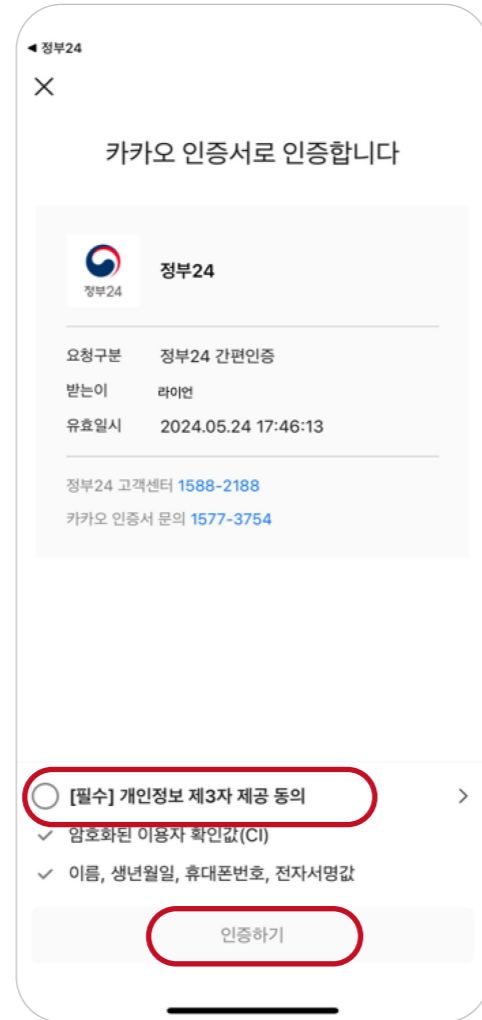 ◀ 정부24
카카오 인증서로 인증합니다
정부24
정부24
요청구분 정부24 간편인증
받는이 라이언
유효일시 2024.05.24 17:46:13
정부24 고객센터 1588-2188
카카오 인증서 문의 1577-3754
[필수] 개인정보 제3자 제공 동의
암호화된 이용자 확인값(CI)
이름, 생년월일, 휴대폰번호, 전자서명값
인증하기